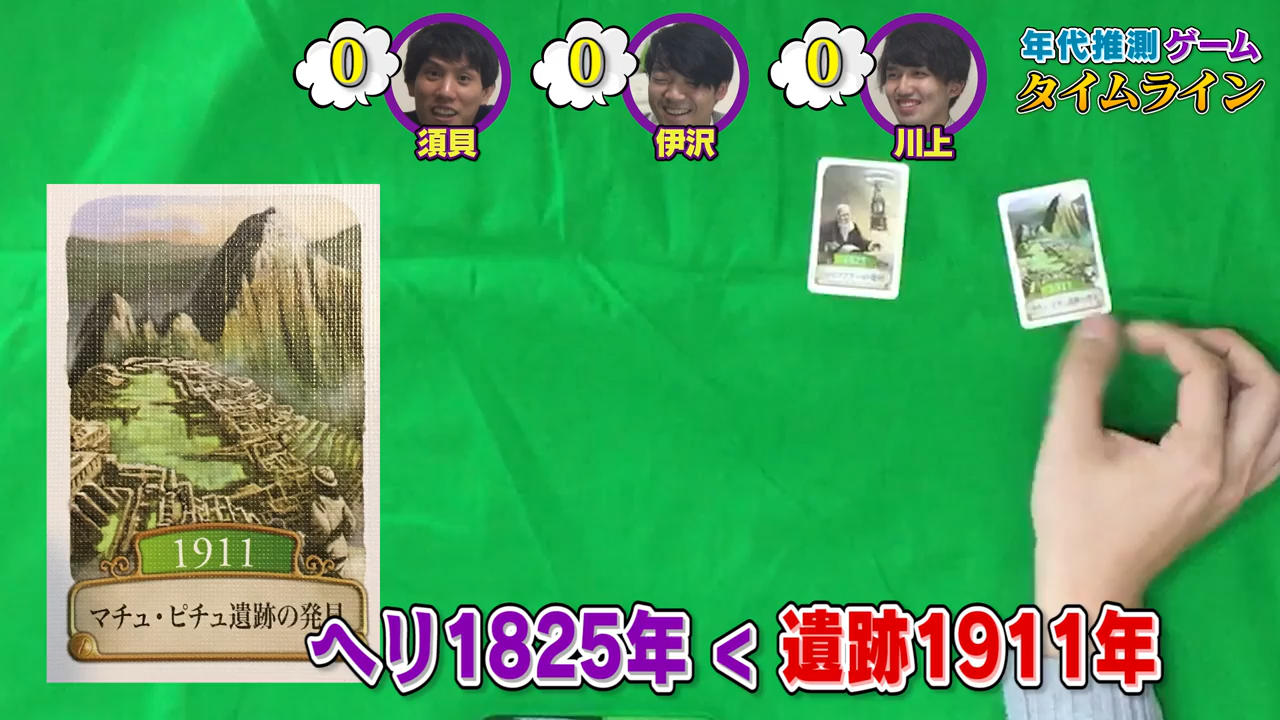 0
0
0
須貝
伊沢
川上
年代推測ゲーム
タイムライン
1825
1911
1911
マチュ・ピチュ遺跡の発見
ヘリ1825年 < 遺跡1911年